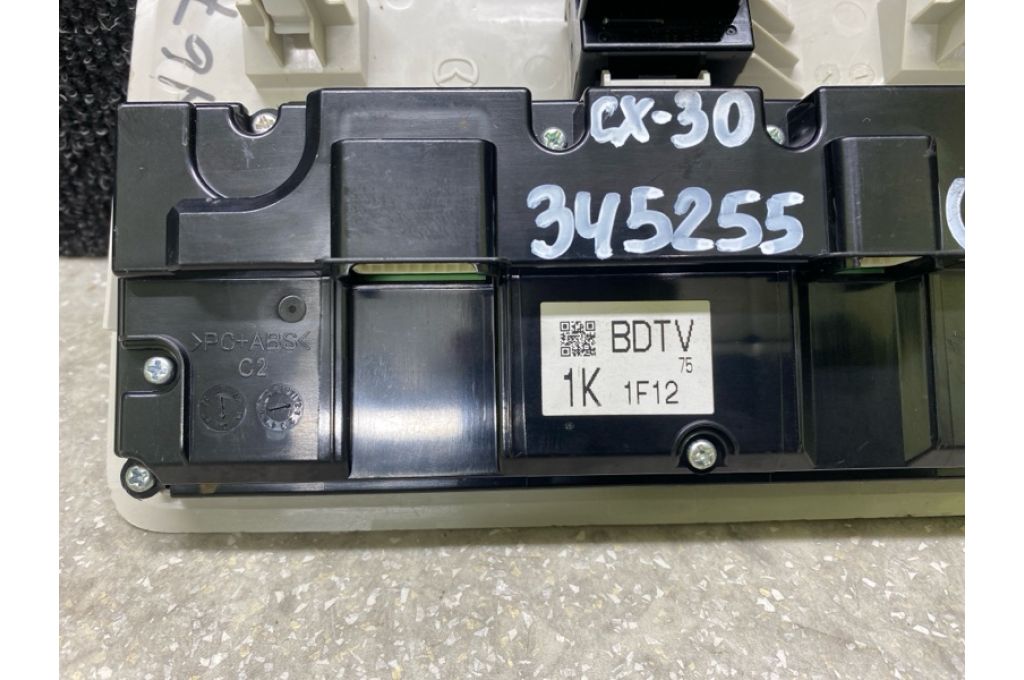 CX-30
345255
>PC+ABS<
C2
BDTV
75
1K 1F12